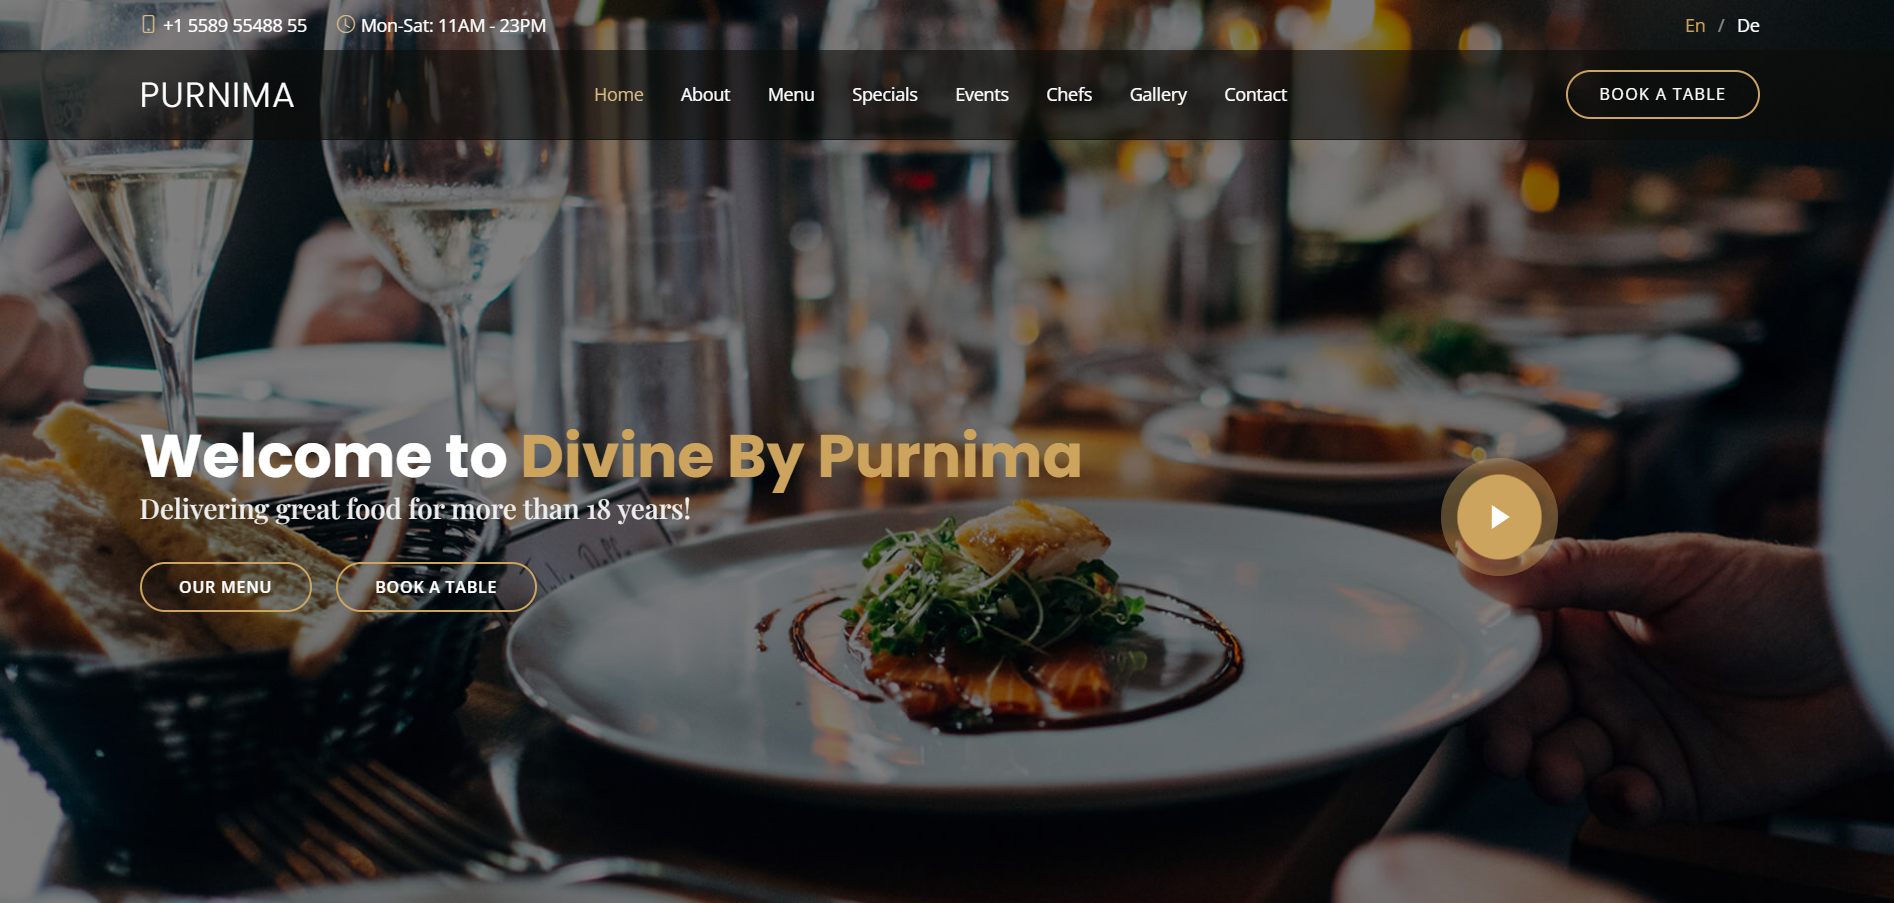 +1 5589 55488 55 Mon-Sat: 11AM - 23PM En / De
PURNIMA Home About Menu Specials Events Chefs Gallery Contact BOOK A TABLE
Welcome to Divine By Purnima
Delivering great food for more than 18 years!
OUR MENU BOOK A TABLE